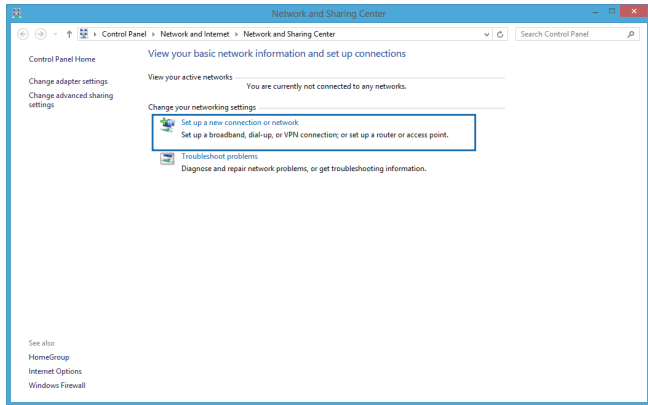 Network and Sharing Center
Control Panel ▸ Network and Internet ▸ Network and Sharing Center
Search Control Panel
Control Panel Home
Change adapter settings
Change advanced sharing
settings
View your basic network information and set up connections
View your active networks
You are currently not connected to any networks.
Change your networking settings
Set up a new connection or network
Set up a broadband, dial-up, or VPN connection; or set up a router or access point.
Troubleshoot problems
Diagnose and repair network problems, or get troubleshooting information.
See also
HomeGroup
Internet Options
Windows Firewall